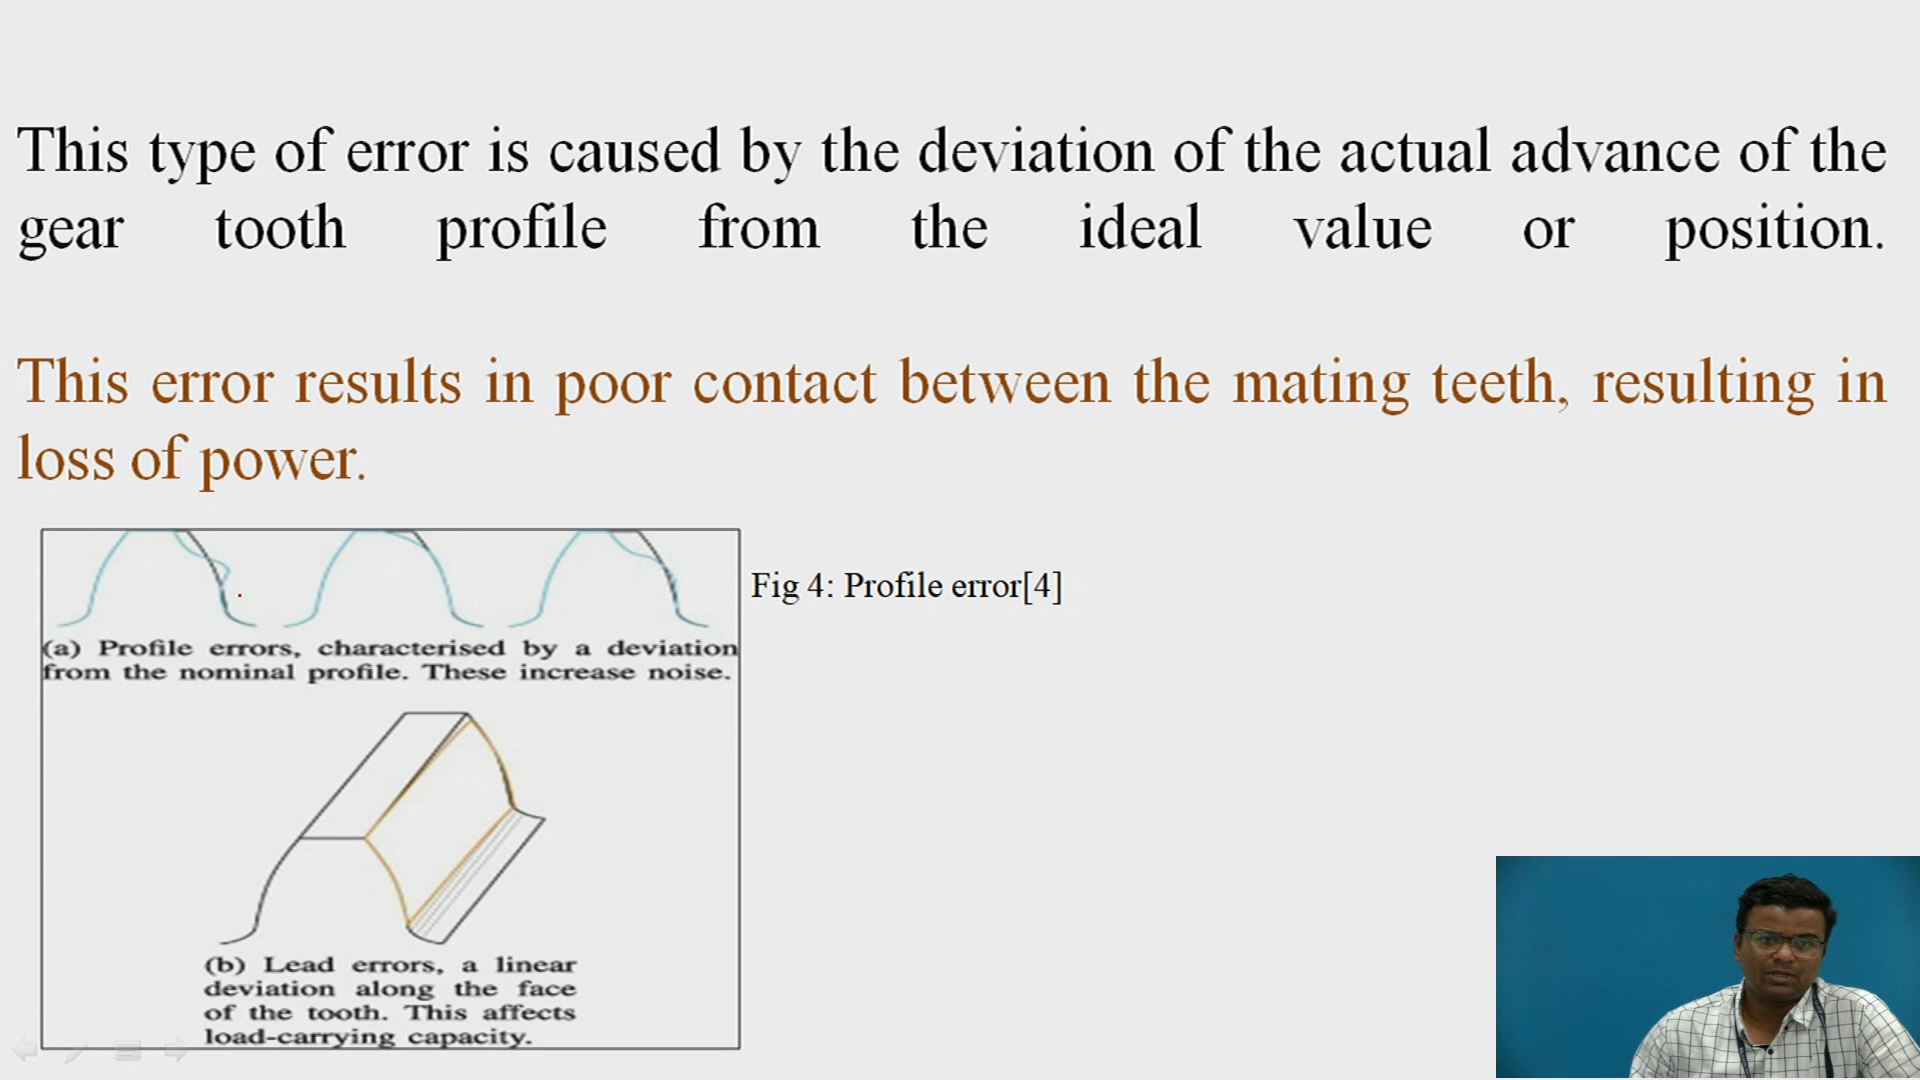 This type of error is caused by the deviation of the actual advance of the
gear tooth profile from the ideal value or position.
This error results in poor contact between the mating teeth, resulting in
loss of power.
Fig 4: Profile error[4]
(a) Profile errors, characterised by a deviation
from the nominal profile. These increase noise.
(b) Lead errors, a linear
deviation along the face
of the tooth. This affects
load-carrying capacity.